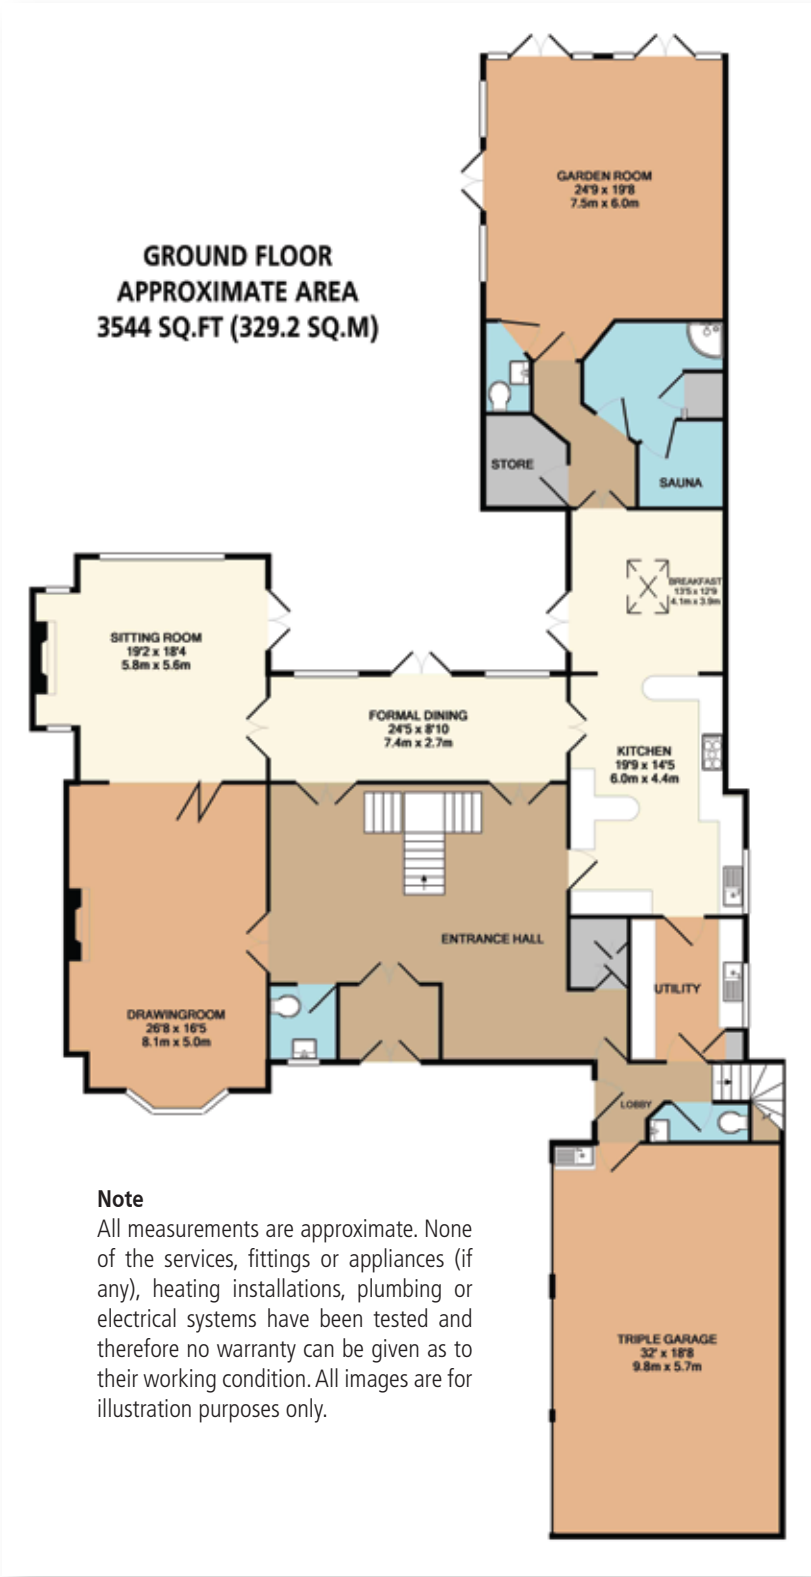 GARDEN ROOM
24'9 x 19'8
7.5m x 6.0m
GROUND FLOOR
APPROXIMATE AREA
3544 SQ.FT (329.2 SQ.M)
STORE
SAUNA
BREAKFAST
13'5 x 12'9
4.1m x 3.9m
SITTING ROOM
19'2 x 18'4
5.8m x 5.6m
FORMAL DINING
24'5 x 8'10
7.4m x 2.7m
KITCHEN
19'9 x 14'5
6.0m x 4.4m
ENTRANCE HALL
UTILITY
DRAWINGROOM
26'8 x 16'5
8.1m x 5.0m
LOBBY
Note
All measurements are approximate. None
of the services, fittings or appliances (if
any), heating installations, plumbing or
electrical systems have been tested and
therefore no warranty can be given as to
their working condition. All images are for
illustration purposes only.
TRIPLE GARAGE
32' x 18'8
9.8m x 5.7m